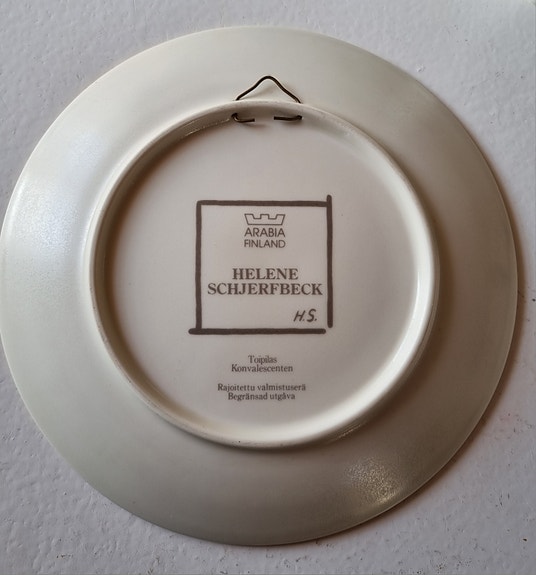 ARABIA
FINLAND
HELENE
SCHJERFBECK
H.S.
Toipilas
Konvalescenten
Rajoitettu valmistuserä
Begränsad utgåva